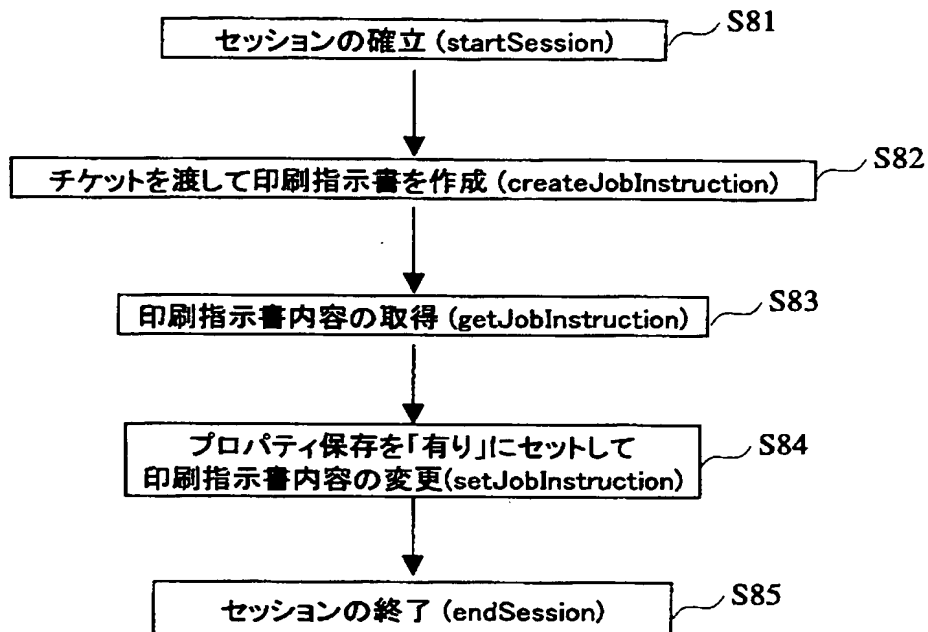 セッションの確立 (startSession)
S81
チケットを渡して印刷指示書を作成 (createJobInstruction)
S82
印刷指示書内容の取得 (getJobInstruction)
S83
プロパティ保存を「有り」にセットして
印刷指示書内容の変更(setJobInstruction)
S84
セッションの終了 (endSession)
S85